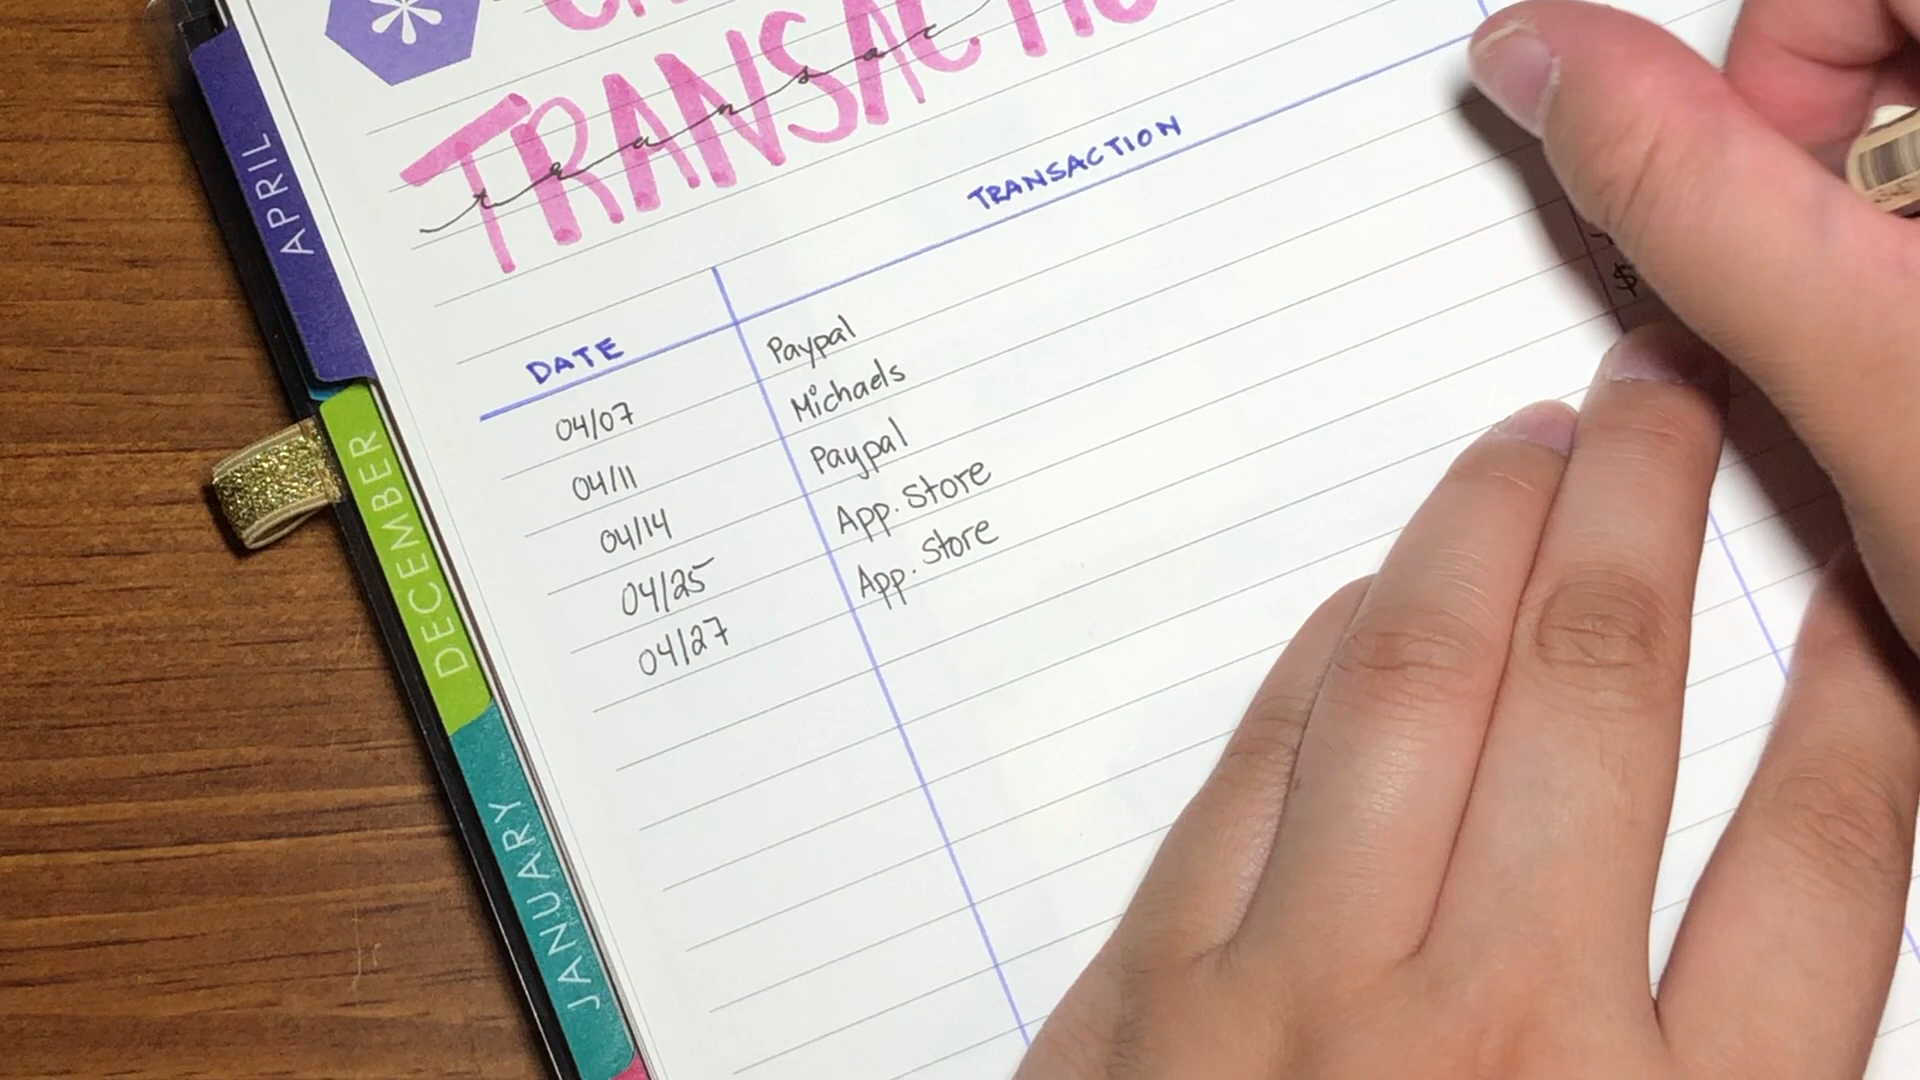 TRANSACTIO
transac
DATE TRANSACTION
04/07 Paypal
04/11 Michaels
04/14 Paypal
04/25 App. Store
04/27 App. Store
$
APRIL
DECEMBER
JANUARY